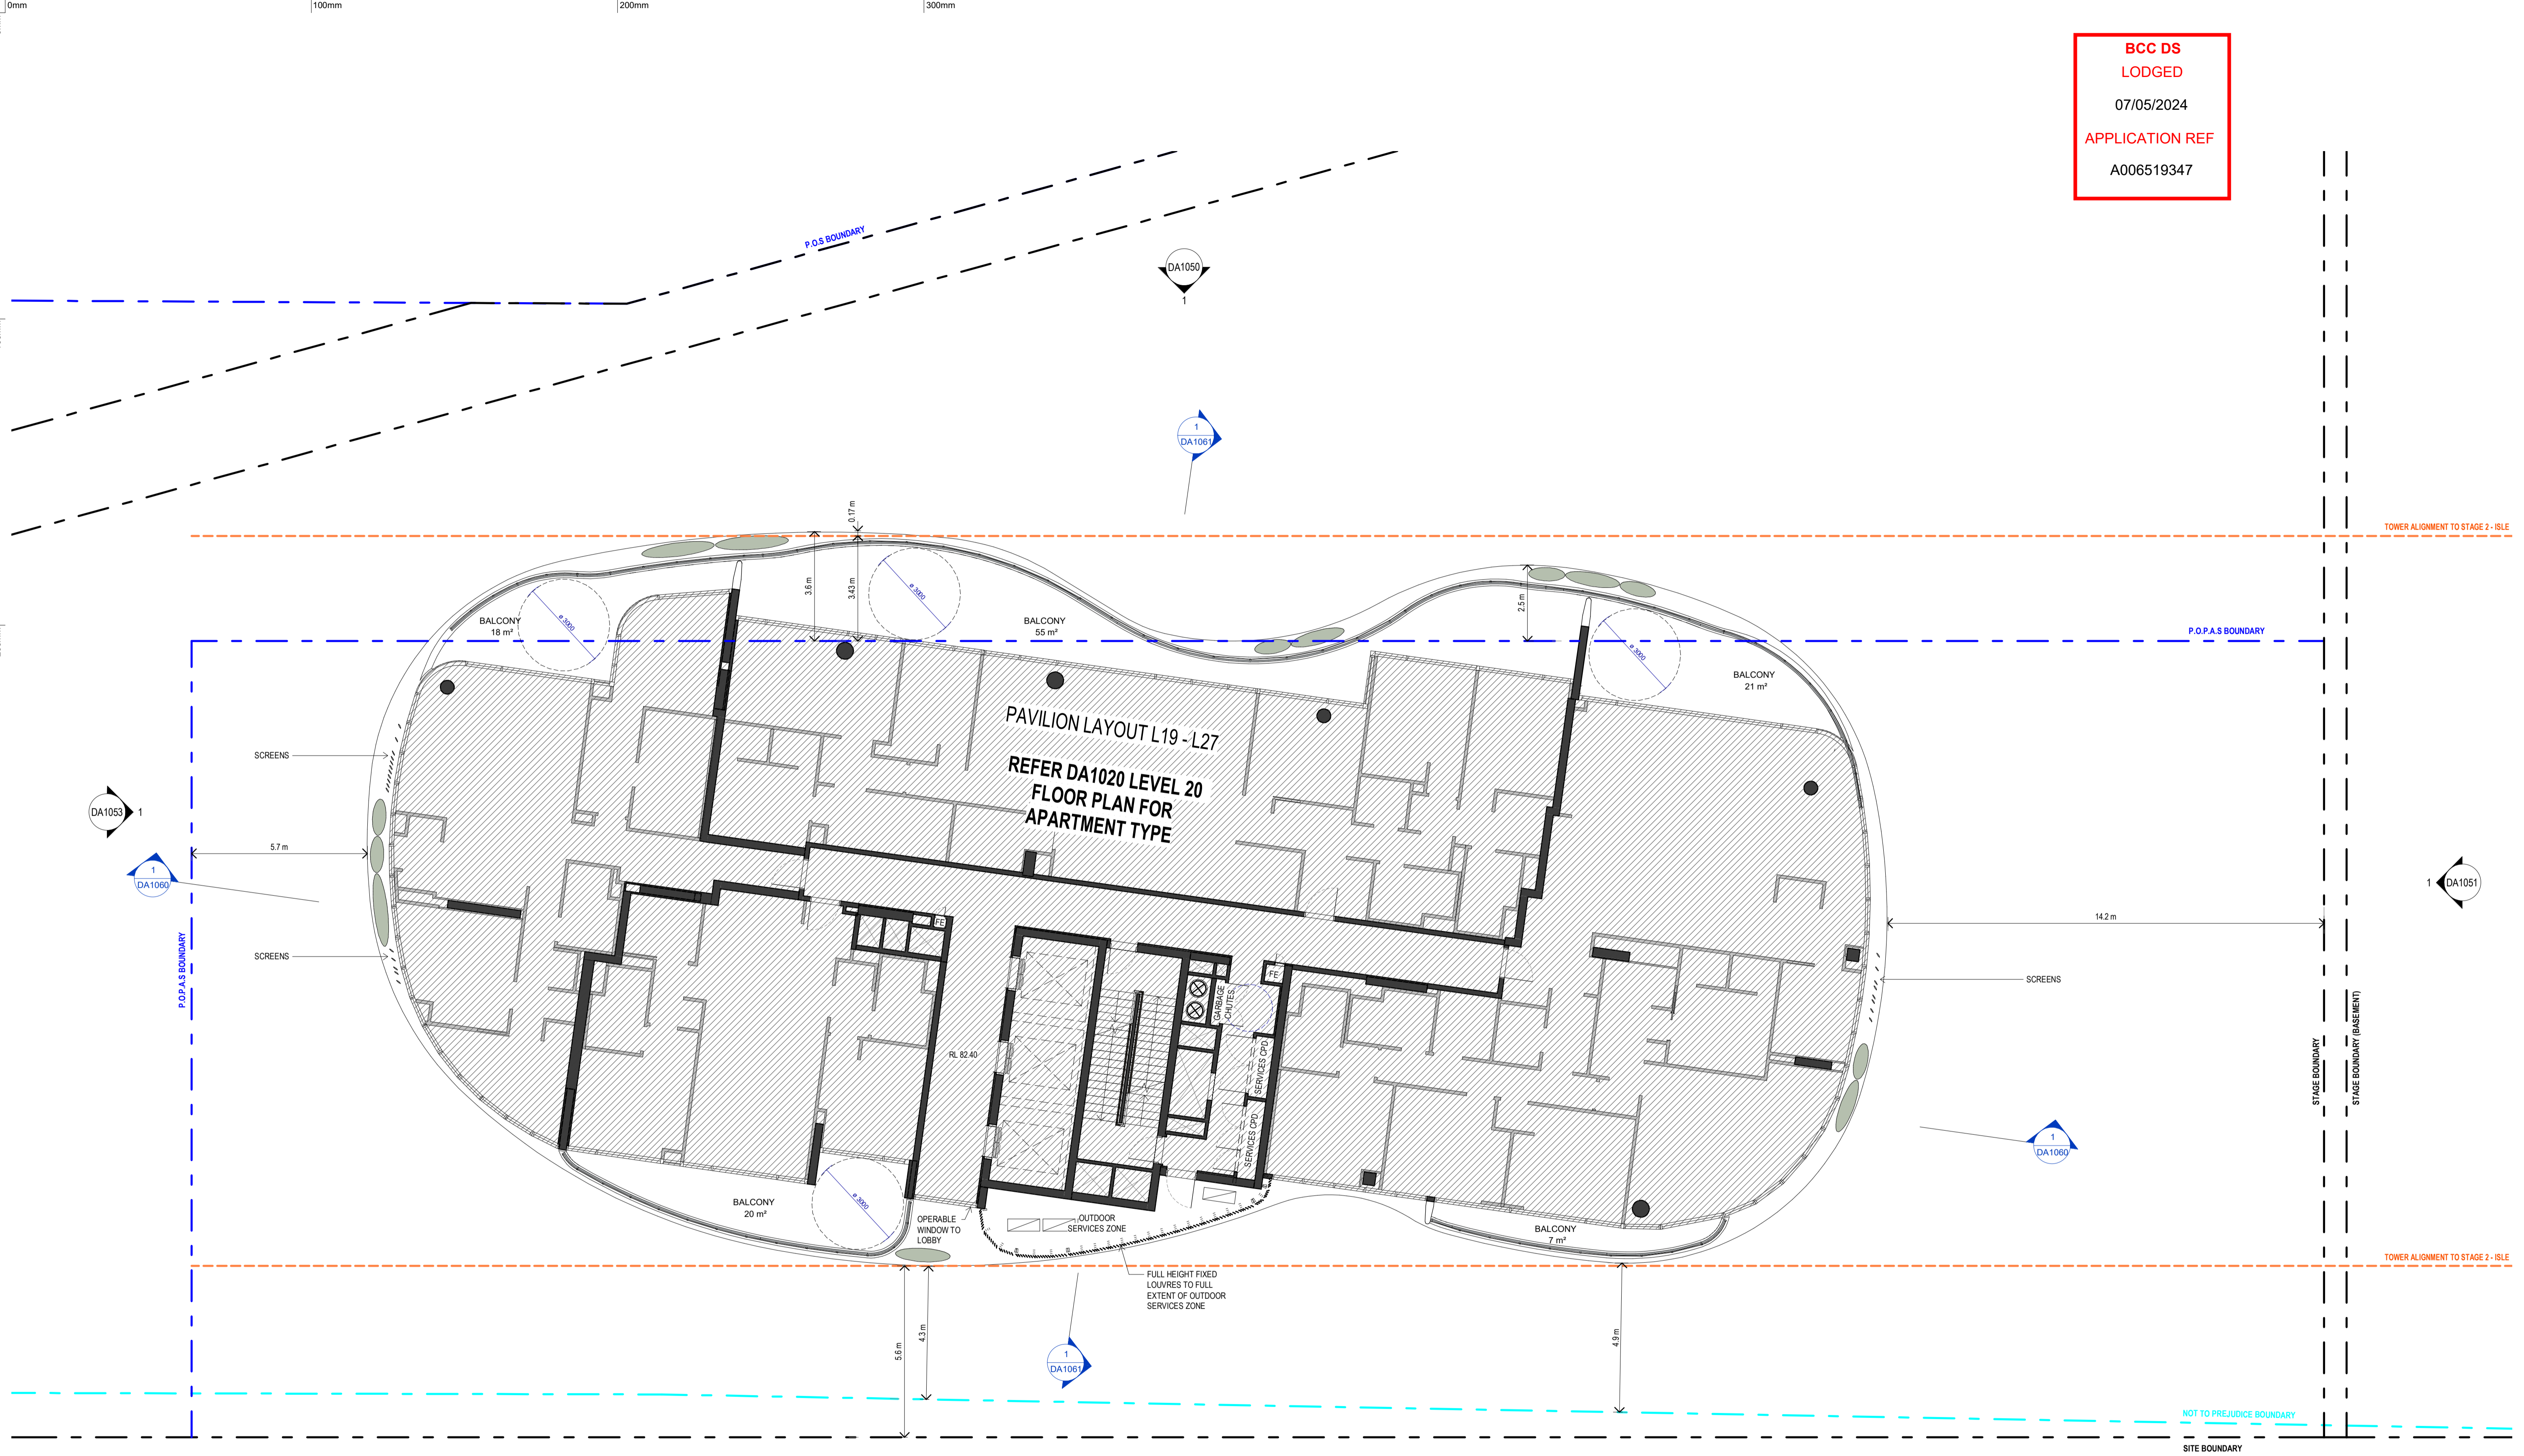 0mm
100mm
200mm
300mm
BCC DS
LODGED
07/05/2024
APPLICATION REF
A006519347
P.O.S BOUNDARY
DA1050
1
1
DA1061
TOWER ALIGNMENT TO STAGE 2 - ISLE
0.17 m
3.6 m
3.43 m
2.5 m
BALCONY
18 m²
ø 3000
ø 3000
BALCONY
55 m²
ø 3000
P.O.P.A.S BOUNDARY
BALCONY
21 m²
PAVILION LAYOUT L19 - L27
REFER DA1020 LEVEL 20
FLOOR PLAN FOR
APARTMENT TYPE
SCREENS
DA1053
1
5.7 m
1
DA1060
P.O.P.A.S BOUNDARY
SCREENS
FE
FE
GARBAGE
CHUTES
SERVICES CPD
SERVICES CPD
RL 82.40
1
DA1051
14.2 m
SCREENS
STAGE BOUNDARY
STAGE BOUNDARY (BASEMENT)
1
DA1060
BALCONY
20 m²
ø 3000
OPERABLE
WINDOW TO
LOBBY
OUTDOOR
SERVICES ZONE
BALCONY
7 m²
TOWER ALIGNMENT TO STAGE 2 - ISLE
FULL HEIGHT FIXED
LOUVRES TO FULL
EXTENT OF OUTDOOR
SERVICES ZONE
5.6 m
4.3 m
4.9 m
1
DA1061
NOT TO PREJUDICE BOUNDARY
SITE BOUNDARY